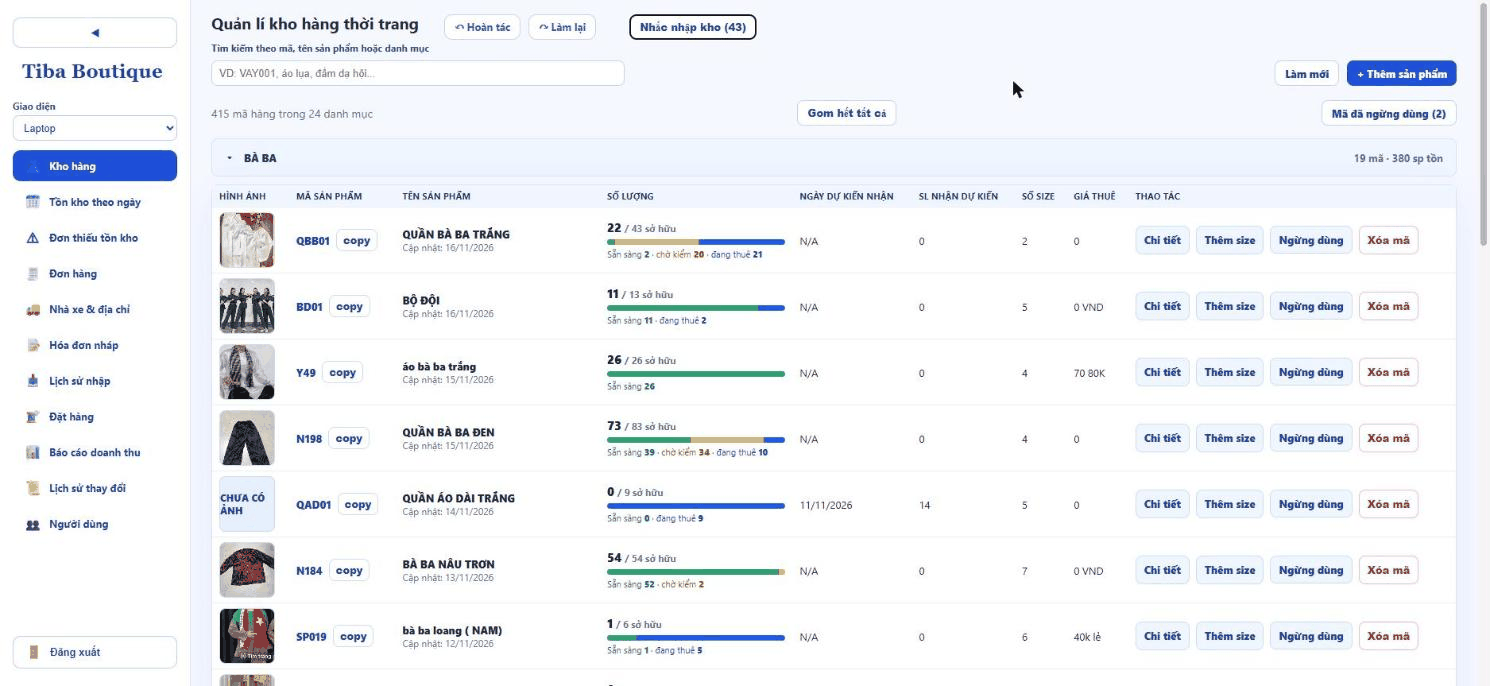 ◀
Tiba Boutique
Giao diện
Laptop
Kho hàng
Tồn kho theo ngày
Đơn thiếu tồn kho
Đơn hàng
Nhà xe & địa chỉ
Hóa đơn nháp
Lịch sử nhập
Đặt hàng
Báo cáo doanh thu
Lịch sử thay đổi
Người dùng
Đăng xuất
Quản lí kho hàng thời trang
↶ Hoàn tác
↷ Làm lại
Nhắc nhập kho (43)
Tìm kiếm theo mã, tên sản phẩm hoặc danh mục
VD: VAY001, áo lụa, đầm dạ hội...
Làm mới
+ Thêm sản phẩm
415 mã hàng trong 24 danh mục
Gom hết tất cả
Mã đã ngừng dùng (2)
BÀ BA
19 mã · 380 sp tồn
HÌNH ẢNH MÃ SẢN PHẨM TÊN SẢN PHẨM SỐ LƯỢNG NGÀY DỰ KIẾN NHẬN SL NHẬN DỰ KIẾN SỐ SIZE GIÁ THUÊ THAO TÁC
QBB01 copy
QUẦN BÀ BA TRẮNG
Cập nhật: 16/11/2026
22 / 43 sở hữu
Sẵn sàng 2 · chờ kiểm 20 · đang thuê 21
N/A 0 2 0
Chi tiết Thêm size Ngừng dùng Xóa mã
BD01 copy
BỘ ĐỘI
Cập nhật: 16/11/2026
11 / 13 sở hữu
Sẵn sàng 11 · đang thuê 2
N/A 0 5 0 VND
Chi tiết Thêm size Ngừng dùng Xóa mã
Y49 copy
áo bà ba trắng
Cập nhật: 15/11/2026
26 / 26 sở hữu
Sẵn sàng 26
N/A 0 4 70 80K
Chi tiết Thêm size Ngừng dùng Xóa mã
N198 copy
QUẦN BÀ BA ĐEN
Cập nhật: 15/11/2026
73 / 83 sở hữu
Sẵn sàng 39 · chờ kiểm 34 · đang thuê 10
N/A 0 4 0
Chi tiết Thêm size Ngừng dùng Xóa mã
CHƯA CÓ
ẢNH
QAD01 copy
QUẦN ÁO DÀI TRẮNG
Cập nhật: 14/11/2026
0 / 9 sở hữu
Sẵn sàng 0 · đang thuê 9
11/11/2026 14 5 0
Chi tiết Thêm size Ngừng dùng Xóa mã
N184 copy
BÀ BA NÂU TRƠN
Cập nhật: 13/11/2026
54 / 54 sở hữu
Sẵn sàng 52 · chờ kiểm 2
N/A 0 7 0 VND
Chi tiết Thêm size Ngừng dùng Xóa mã
SP019 copy
bà ba loang ( NAM)
Cập nhật: 12/11/2026
1 / 6 sở hữu
Sẵn sàng 1 · đang thuê 5
N/A 0 6 40k lẻ
Chi tiết Thêm size Ngừng dùng Xóa mã